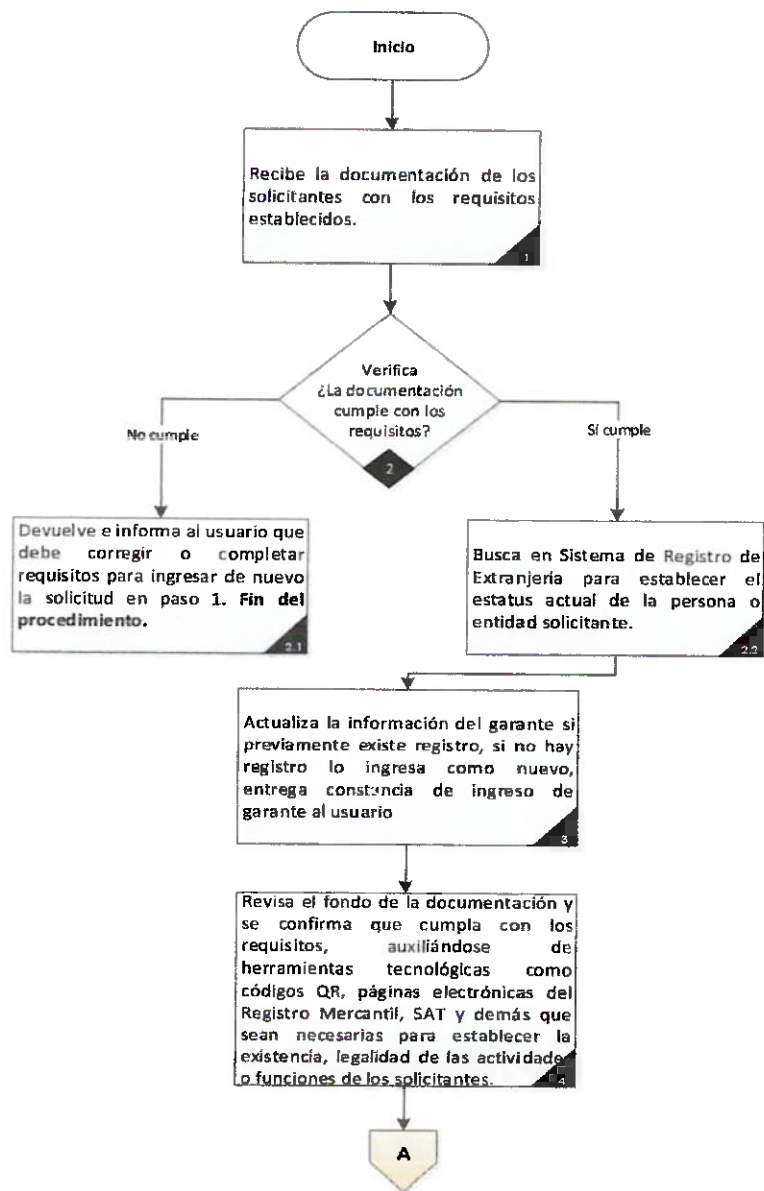 Inicio
Recibe la documentación de los
solicitantes con los requisitos
establecidos.
1
Verifica
¿La documentación
cumple con los
requisitos?
2
No cumple
Sí cumple
Devuelve e informa al usuario que
debe corregir o completar
requisitos para ingresar de nuevo
la solicitud en paso 1. Fin del
procedimiento.
2.1
Busca en Sistema de Registro de
Extranjería para establecer el
estatus actual de la persona o
entidad solicitante.
2.2
Actualiza la información del garante si
previamente existe registro, si no hay
registro lo ingresa como nuevo,
entrega constancia de ingreso de
garante al usuario
3
Revisa el fondo de la documentación y
se confirma que cumpla con los
requisitos, auxiliándose de
herramientas tecnológicas como
códigos QR, páginas electrónicas del
Registro Mercantil, SAT y demás que
sean necesarias para establecer la
existencia, legalidad de las actividades
o funciones de los solicitantes.
4
A